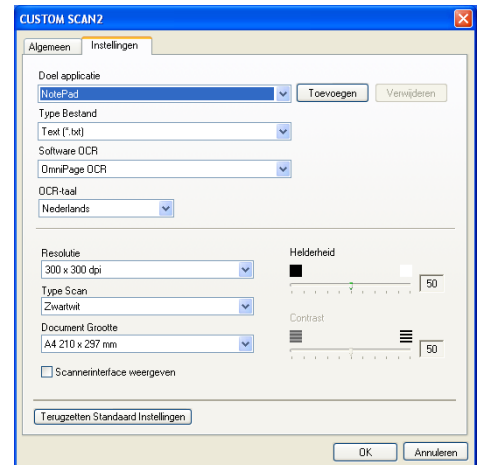 CUSTOM SCAN2
Algemeen Instellingen
Doel applicatie
NotePad Toevoegen Verwijderen
Type Bestand
Text (*.txt)
Software OCR
OmniPage OCR
OCR-taal
Nederlands
Resolutie Helderheid
300 x 300 dpi 50
Type Scan
Zwartwit Contrast
Document Grootte
A4 210 x 297 mm 50
Scannerinterface weergeven
Terugzetten Standaard Instellingen
OK Annuleren